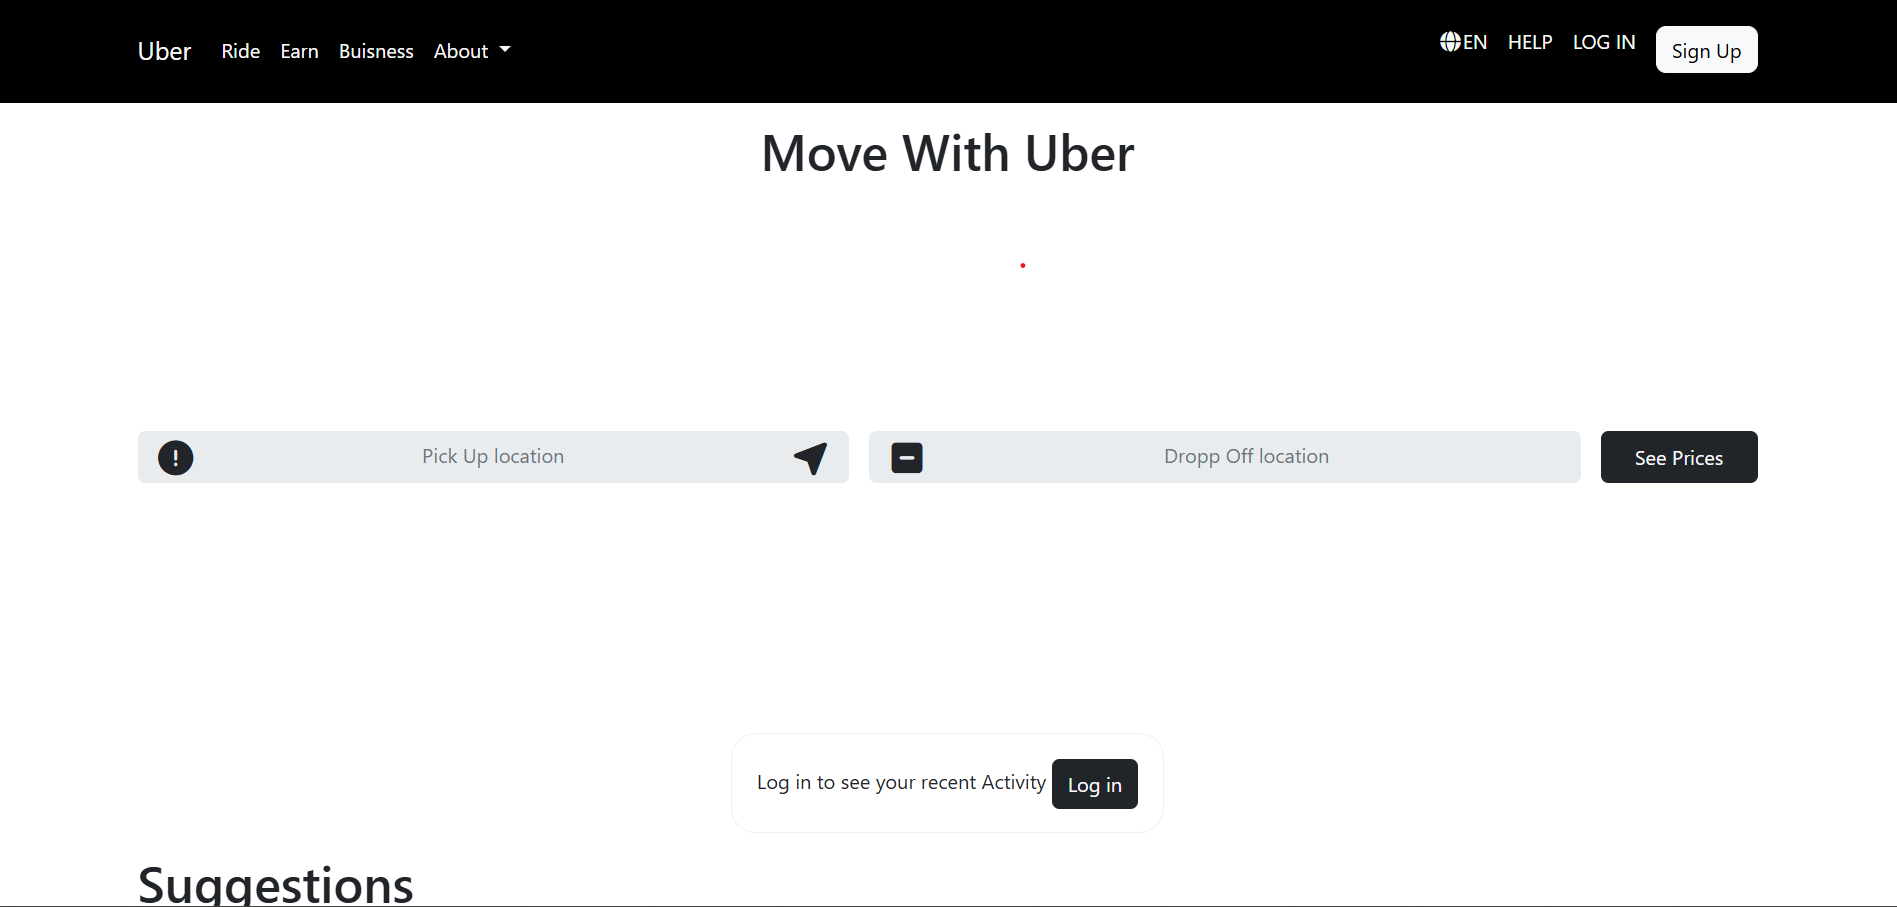 Uber Ride Earn Buisness About EN HELP LOG IN Sign Up
Move With Uber
Pick Up location Dropp Off location See Prices
Log in to see your recent Activity Log in
Suggestions